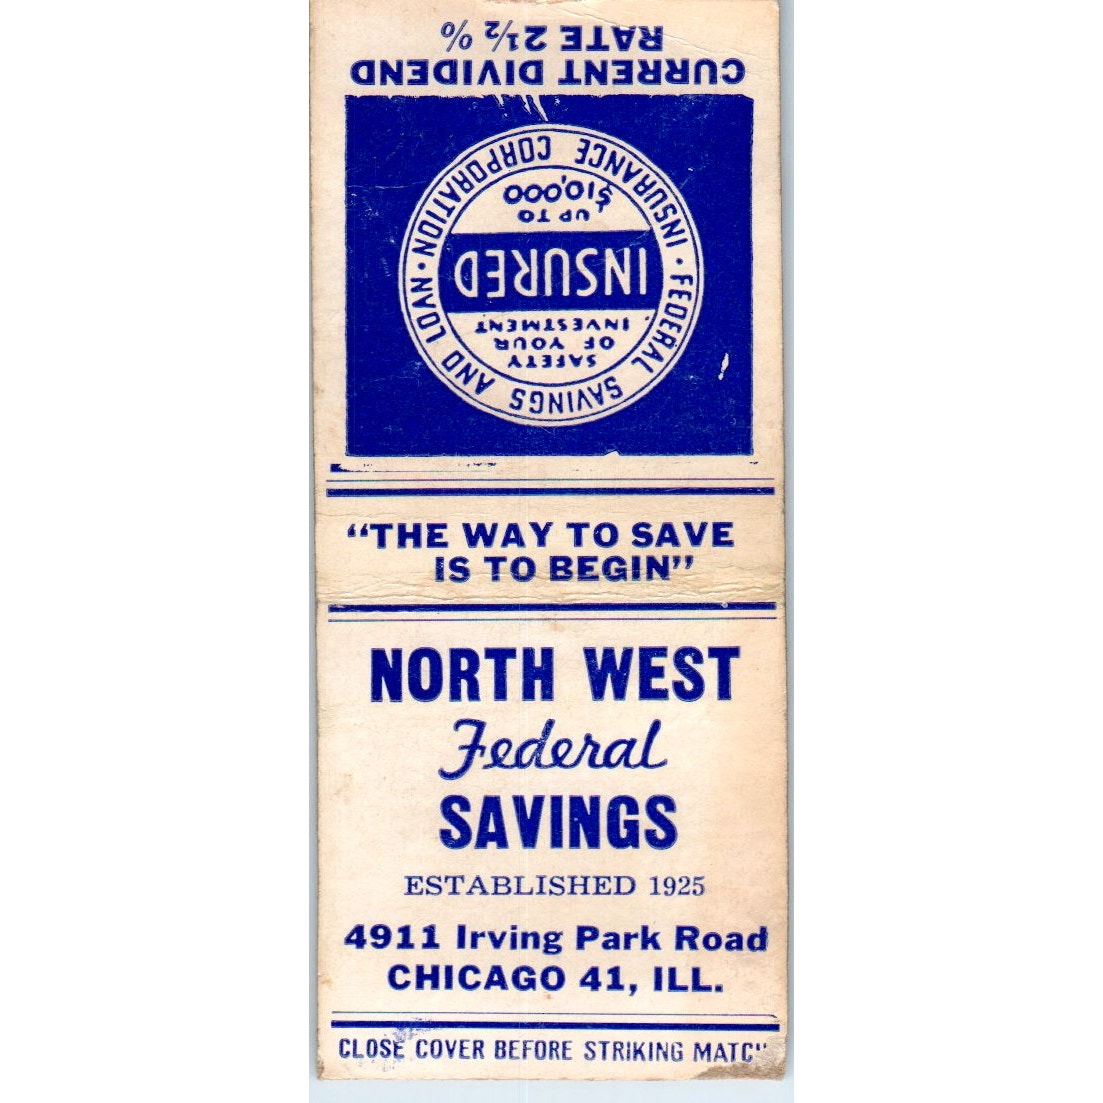 CURRENT DIVIDEND
RATE 2½ %
FEDERAL SAVINGS AND LOAN • INSURANCE CORPORATION •
SAFETY
OF YOUR
INVESTMENT
INSURED
UP TO
$10,000
“THE WAY TO SAVE
IS TO BEGIN”
NORTH WEST
Federal
SAVINGS
ESTABLISHED 1925
4911 Irving Park Road
CHICAGO 41, ILL.
CLOSE COVER BEFORE STRIKING MATCH